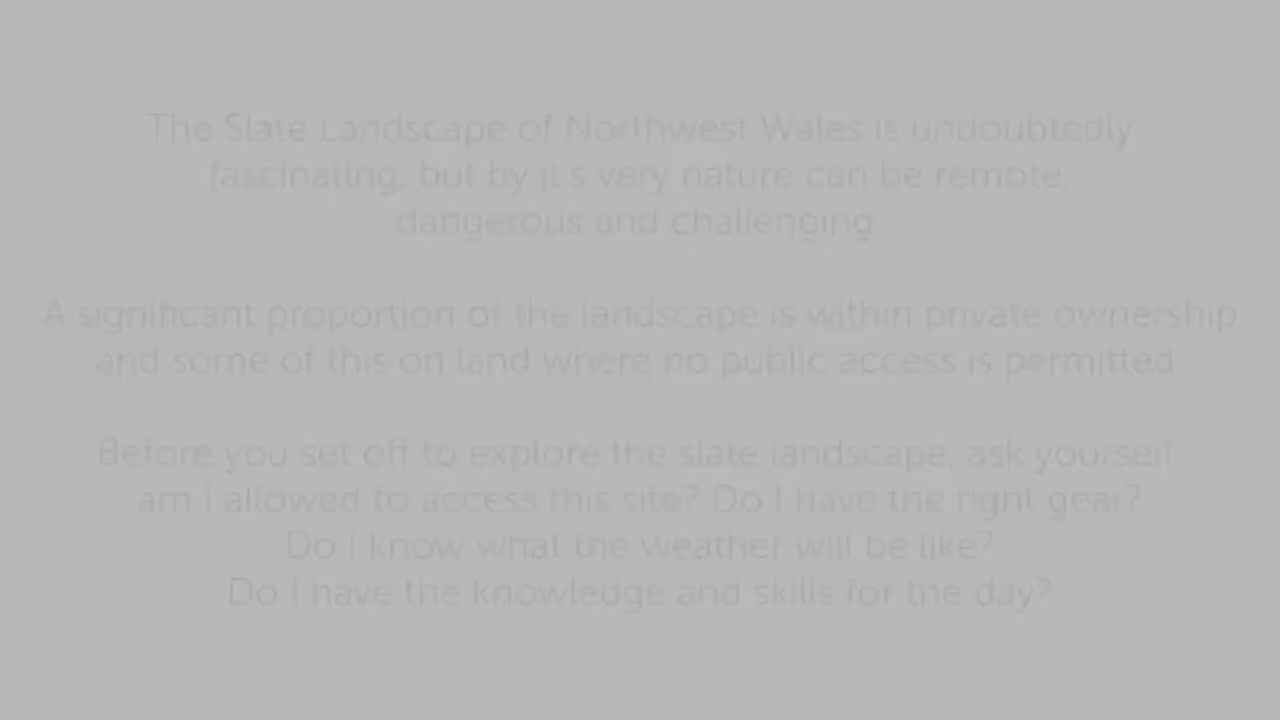 The Slate Landscape of Northwest Wales is undoubtedly
fascinating, but by it's very nature can be remote,
dangerous and challenging
A significant proportion of the landscape is within private ownership
and some of this on land where no public access is permitted
Before you set off to explore the slate landscape, ask yourself,
am I allowed to access this site? Do I have the right gear?
Do I know what the weather will be like?
Do I have the knowledge and skills for the day?